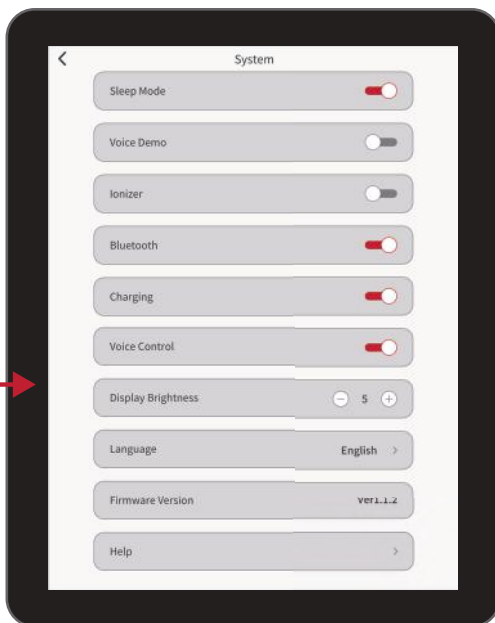 System
Sleep Mode
Voice Demo
Ionizer
Bluetooth
Charging
Voice Control
Display Brightness 5
Language English
Firmware Version Ver1.1.2
Help